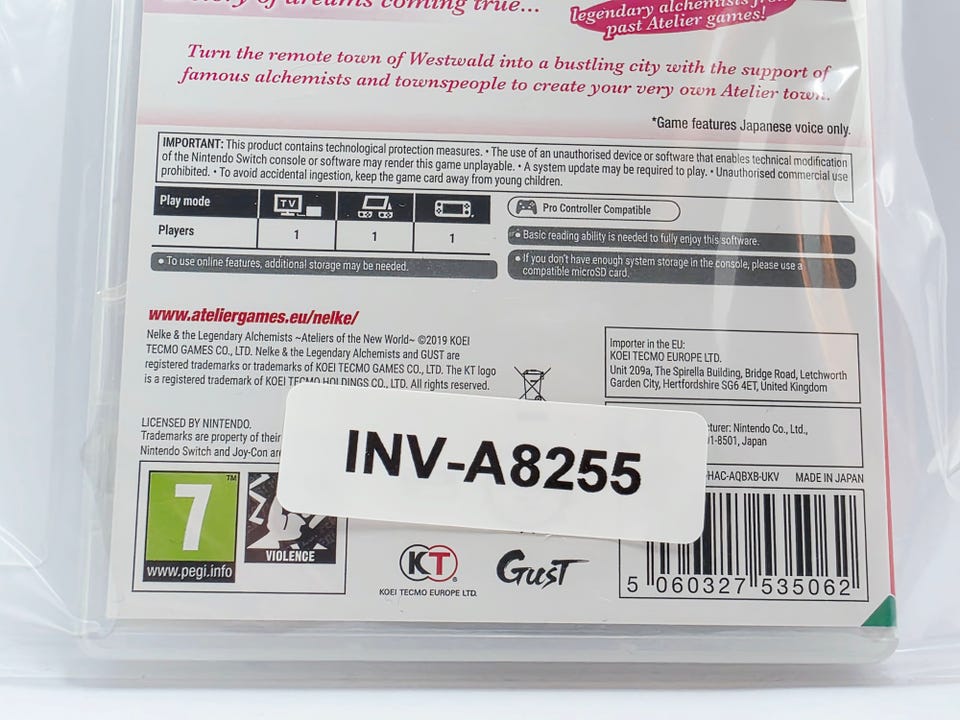 of dreams coming true...
legendary alchemists from
past Atelier games!
Turn the remote town of Westwald into a bustling city with the support of
famous alchemists and townspeople to create your very own Atelier town.
*Game features Japanese voice only.
IMPORTANT: This product contains technological protection measures. • The use of an unauthorised device or software that enables technical modification
of the Nintendo Switch console or software may render this game unplayable. • A system update may be required to play. • Unauthorised commercial use
prohibited. • To avoid accidental ingestion, keep the game card away from young children.
Play mode TV
Players 1 1 1
• To use online features, additional storage may be needed.
Pro Controller Compatible
• Basic reading ability is needed to fully enjoy this software.
• If you don't have enough system storage in the console, please use a
compatible microSD card.
www.ateliergames.eu/nelke/
Nelke & the Legendary Alchemists ~Ateliers of the New World~ ©2019 KOEI
TECMO GAMES CO., LTD. Nelke & the Legendary Alchemists and GUST are
registered trademarks or trademarks of KOEI TECMO GAMES CO., LTD. The KT logo
is a registered trademark of KOEI TECMO HOLDINGS CO., LTD. All rights reserved.
Importer in the EU:
KOEI TECMO EUROPE LTD.
Unit 209a, The Spirella Building, Bridge Road, Letchworth
Garden City, Hertfordshire SG6 4ET, United Kingdom
LICENSED BY NINTENDO.
Trademarks are property of their
Nintendo Switch and Joy-Con are
Nintendo Co., Ltd.,
01-8501, Japan
INV-A8255
HAC-AQBXB-UKV MADE IN JAPAN
7 TM
www.pegi.info
VIOLENCE
KT ®
KOEI TECMO EUROPE LTD.
GUST
5 060327 535062